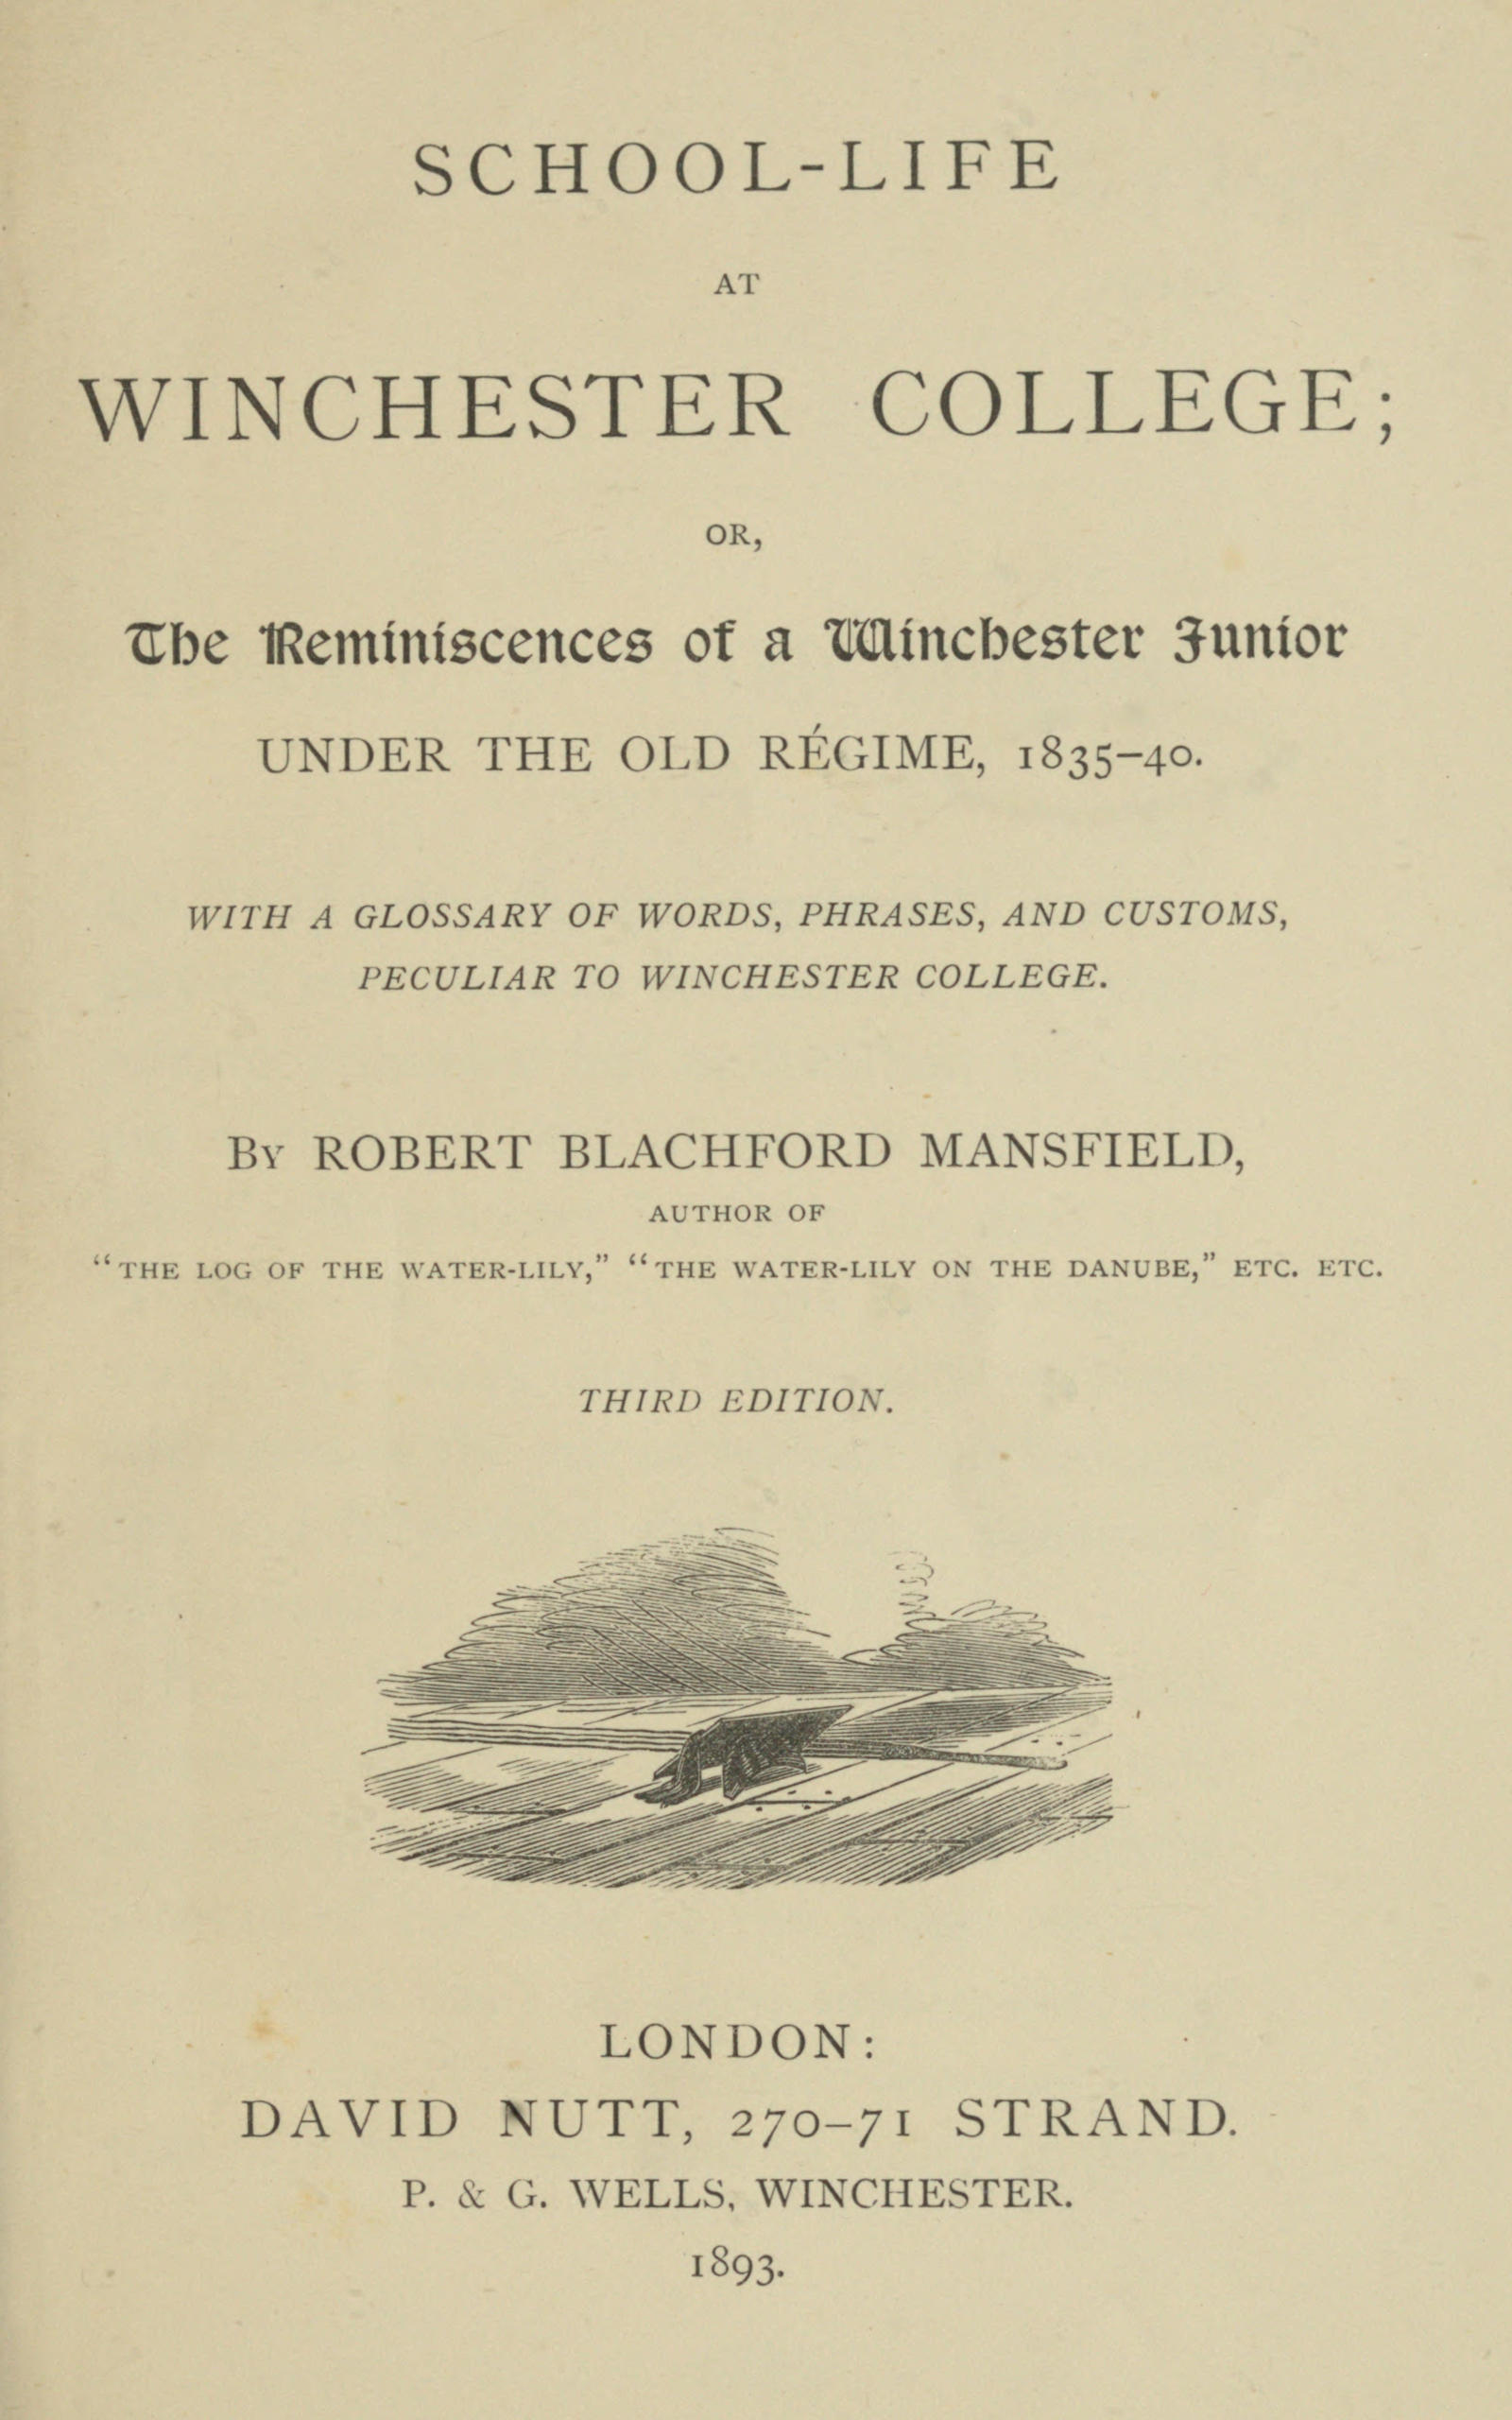 SCHOOL-LIFE
AT
WINCHESTER COLLEGE;
OR,
The Reminiscences of a Winchester Junior
UNDER THE OLD RÉGIME, 1835–40.
WITH A GLOSSARY OF WORDS, PHRASES, AND CUSTOMS,
PECULIAR TO WINCHESTER COLLEGE.
By ROBERT BLACHFORD MANSFIELD,
AUTHOR OF
“THE LOG OF THE WATER-LILY,” “THE WATER-LILY ON THE DANUBE,” ETC. ETC.
THIRD EDITION.
LONDON:
DAVID NUTT, 270–71 STRAND.
P. & G. WELLS, WINCHESTER.
1893.